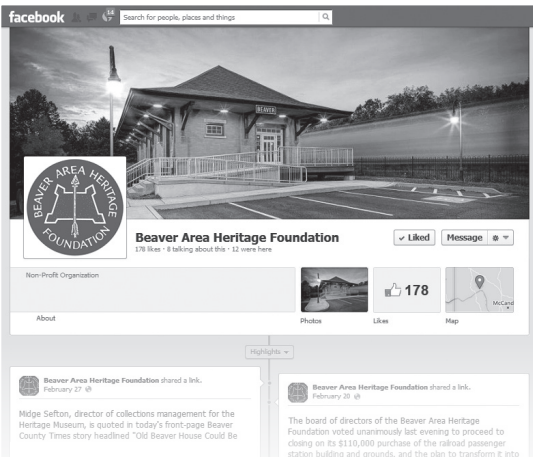 facebook
14
Search for people, places and things
BEAVER
BEAVER AREA HERITAGE
FOUNDATION
Beaver Area Heritage Foundation
178 likes · 8 talking about this · 12 were here
Liked
Message
Non-Profit Organization
About
178
McCand
Photos
Likes
Map
Highlights
Beaver Area Heritage Foundation shared a link.
February 27
Midge Sefton, director of collections management for the
Heritage Museum, is quoted in today's front-page Beaver
County Times story headlined "Old Beaver House Could Be
Beaver Area Heritage Foundation shared a link.
February 20
The board of directors of the Beaver Area Heritage
Foundation voted unanimously last evening to proceed to
closing on its $110,000 purchase of the railroad passenger
station building and grounds, and the plan to transform it into